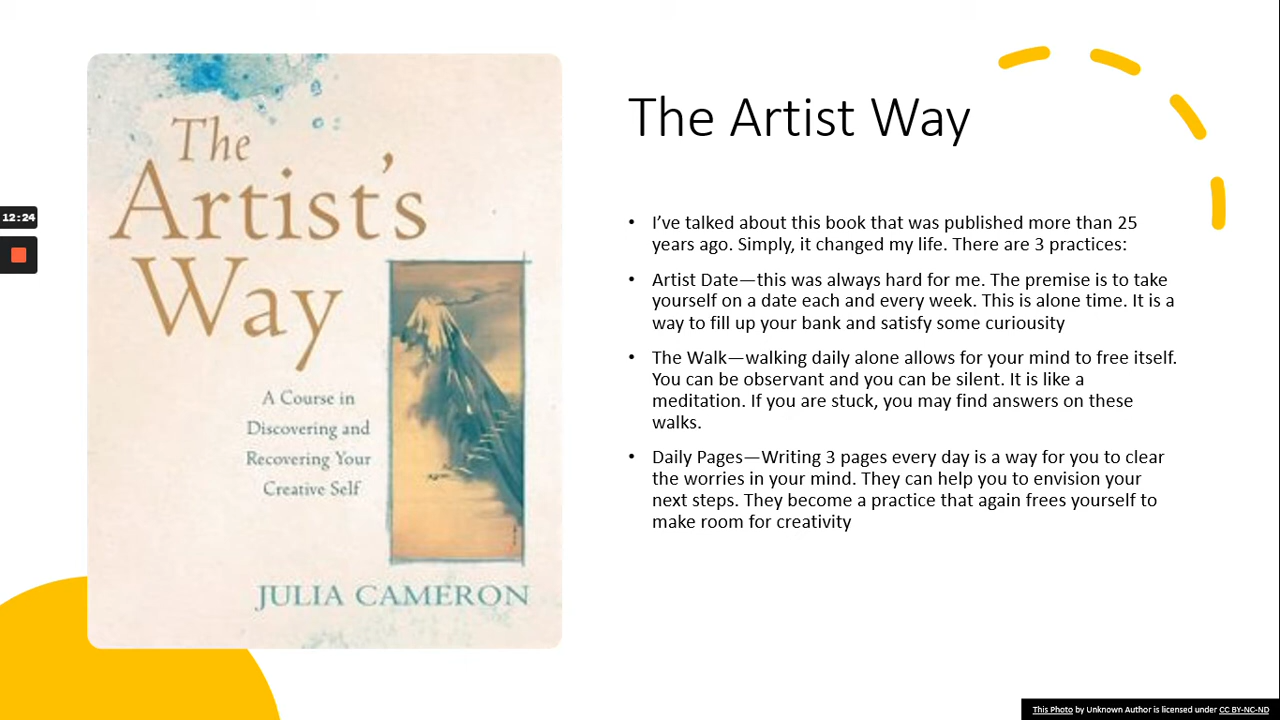 The
Artist's
Way
A Course in
Discovering and
Recovering Your
Creative Self
JULIA CAMERON
12:24
The Artist Way
• I've talked about this book that was published more than 25
years ago. Simply, it changed my life. There are 3 practices:
• Artist Date—this was always hard for me. The premise is to take
yourself on a date each and every week. This is alone time. It is a
way to fill up your bank and satisfy some curiousity
• The Walk—walking daily alone allows for your mind to free itself.
You can be observant and you can be silent. It is like a
meditation. If you are stuck, you may find answers on these
walks.
• Daily Pages—Writing 3 pages every day is a way for you to clear
the worries in your mind. They can help you to envision your
next steps. They become a practice that again frees yourself to
make room for creativity
This Photo by Unknown Author is licensed under CC BY-NC-ND